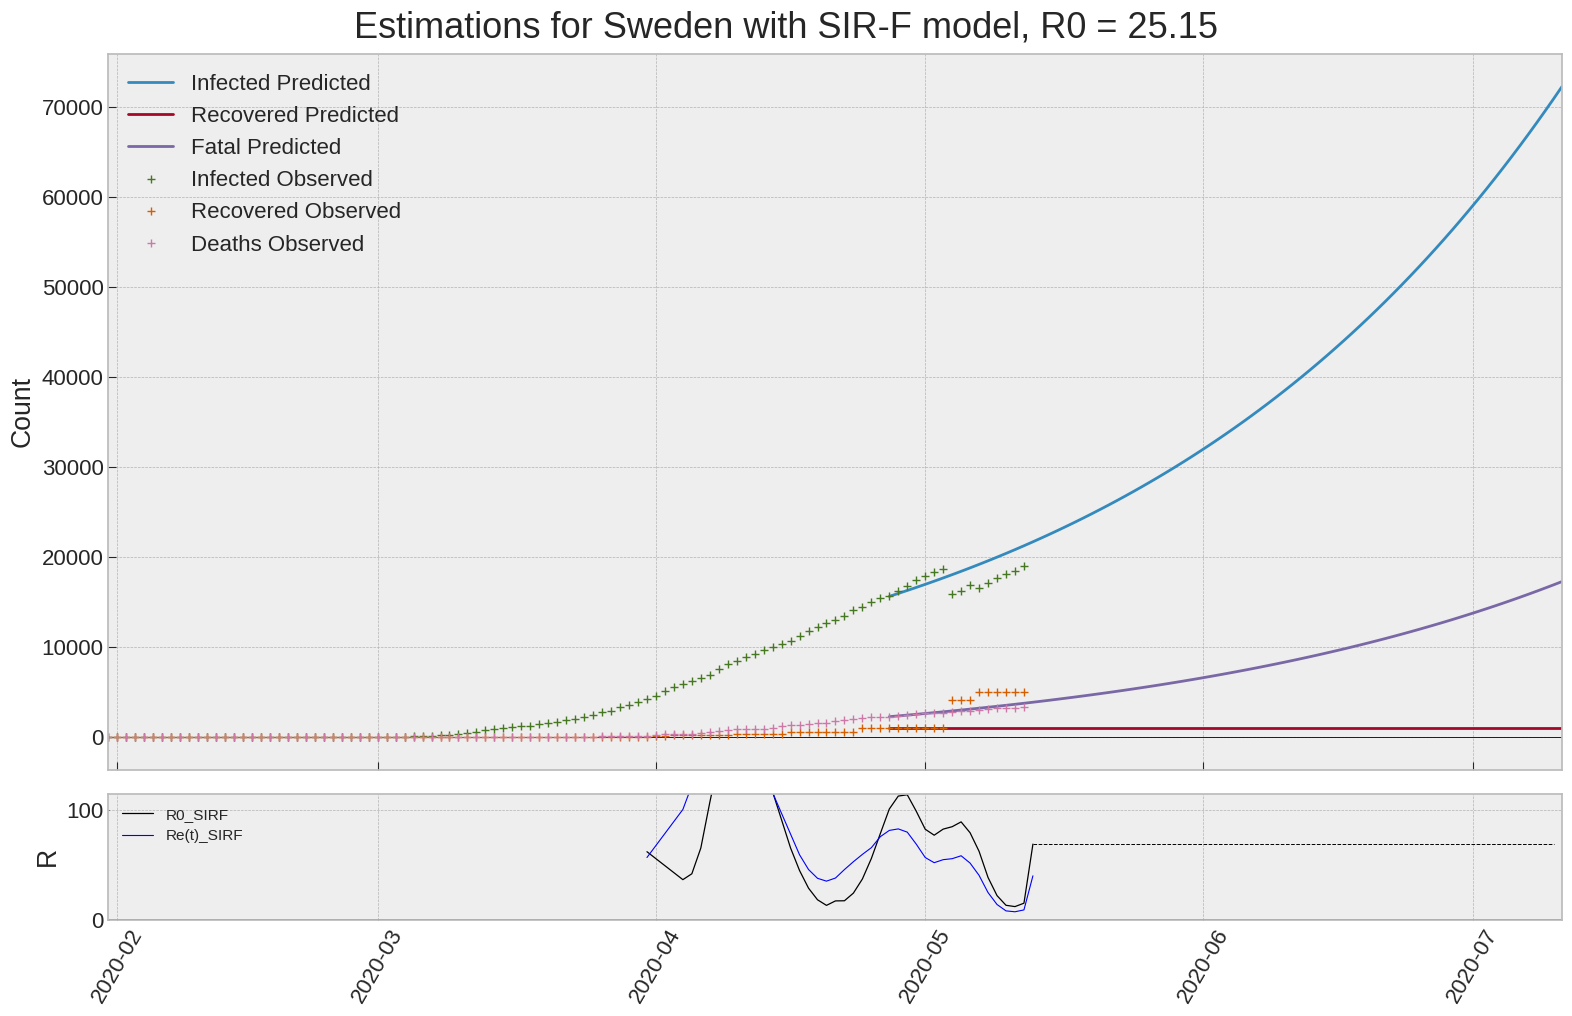 Estimations for Sweden with SIR-F model, R0 = 25.15
Infected Predicted
Recovered Predicted
Fatal Predicted
Infected Observed
Recovered Observed
Deaths Observed
70000
60000
50000
40000
30000
20000
10000
0
Count
R0_SIRF
Re(t)_SIRF
100
0
R
2020-02
2020-03
2020-04
2020-05
2020-06
2020-07